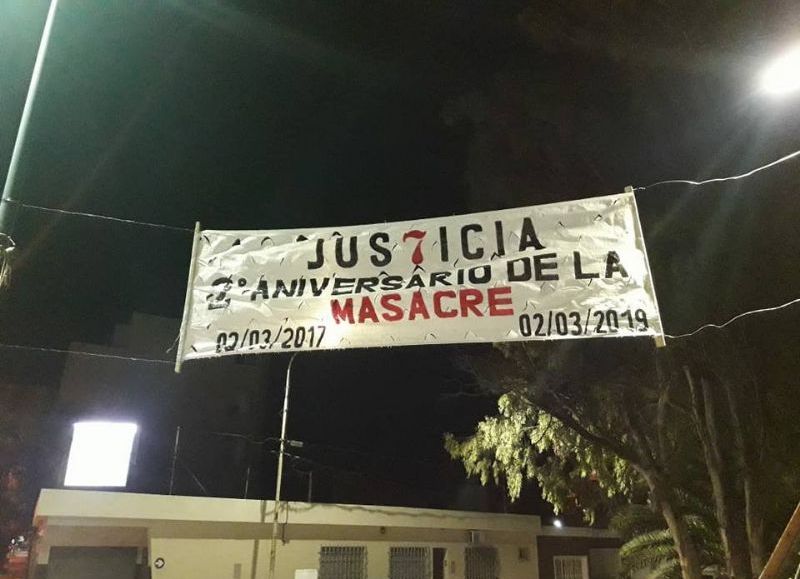 JUS7ICIA
2° ANIVERSARIO DE LA
MASACRE
02/03/2017 02/03/2019